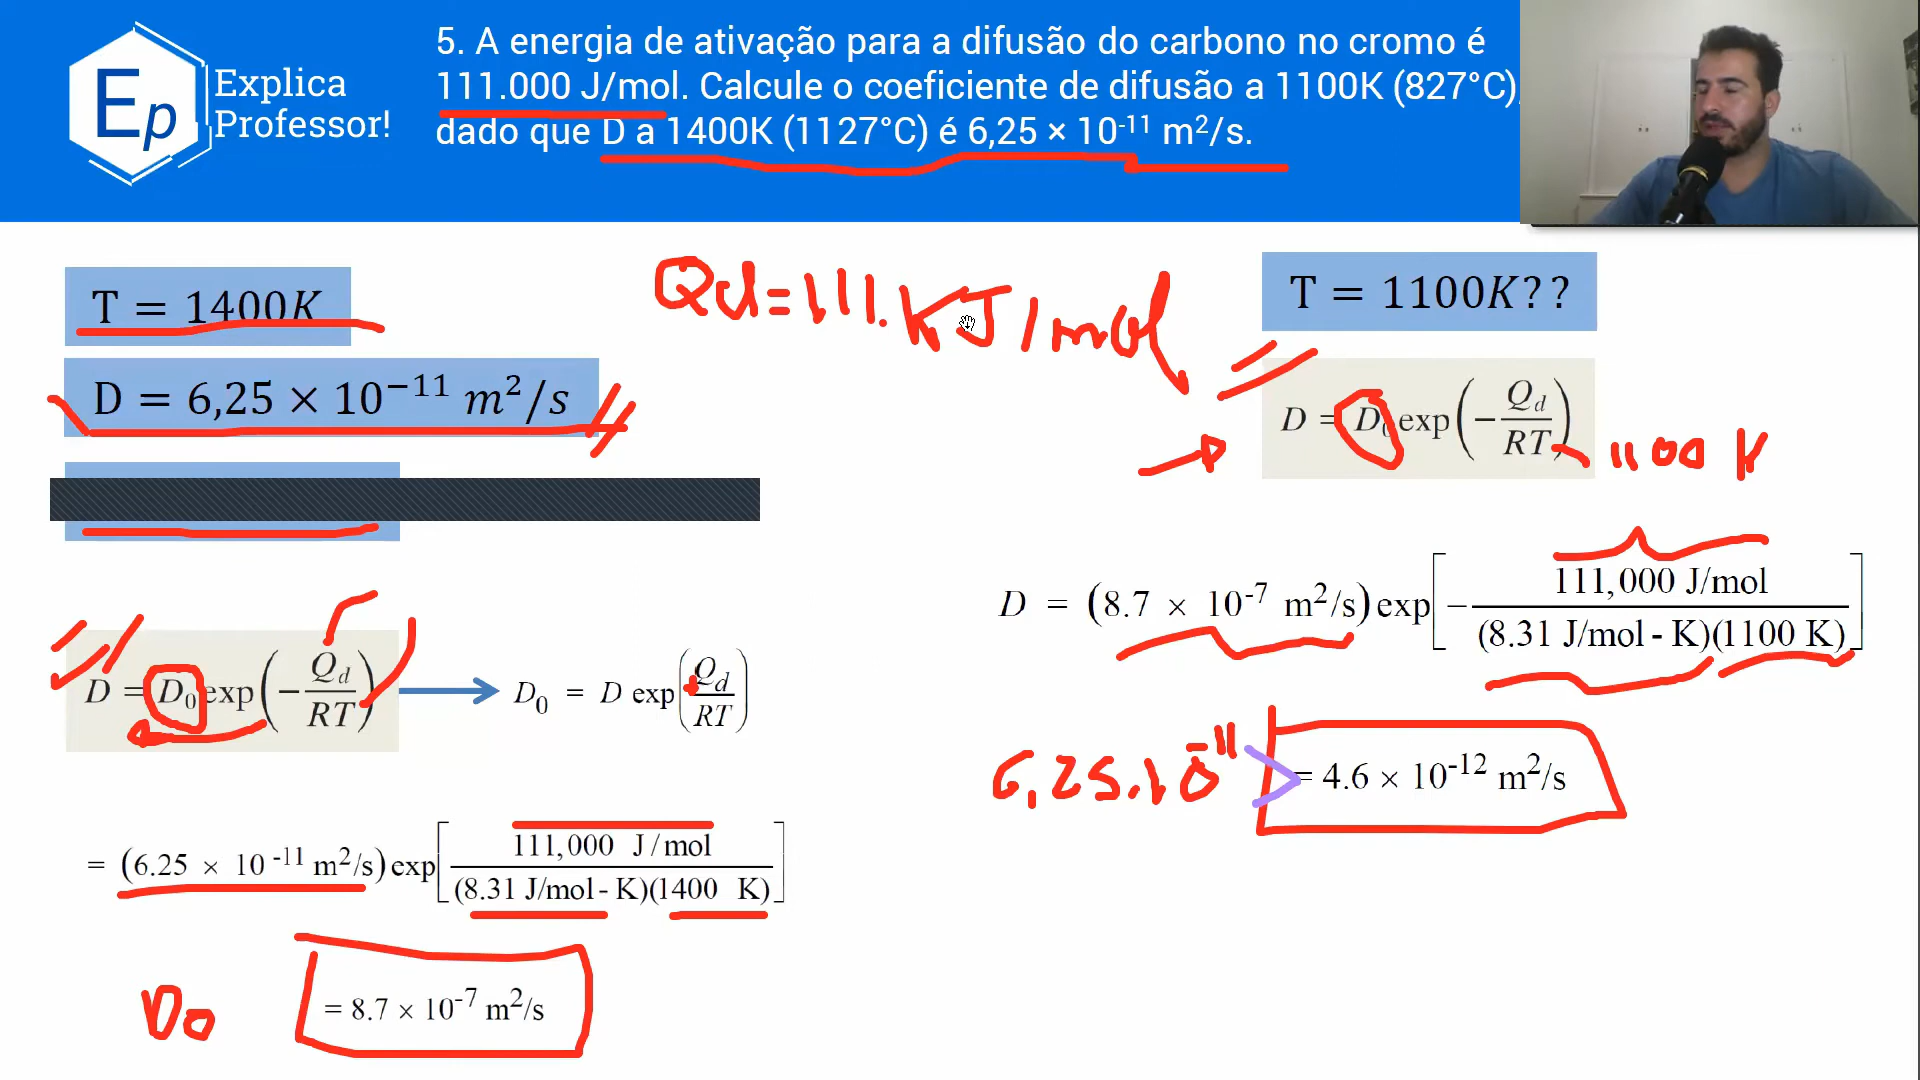 Ep Explica Professor!
5. A energia de ativação para a difusão do carbono no cromo é
111.000 J/mol. Calcule o coeficiente de difusão a 1100K (827°C),
dado que D a 1400K (1127°C) é 6,25 × 10⁻¹¹ m²/s.
T = 1400K
D = 6,25 × 10⁻¹¹ m²/s
Qd=111.KJ/mol
T = 1100K??
D = D₀ exp(−Q_d/RT)
1100 K
D = (8.7 × 10⁻⁷ m²/s) exp[−111,000 J/mol/(8.31 J/mol - K)(1100 K)]
D = D₀ exp(−Q_d/RT)
D₀ = D exp(Q_d/RT)
+
6,25.10⁻¹¹ > = 4.6 × 10⁻¹² m²/s
= (6.25 × 10⁻¹¹ m²/s) exp[111,000 J/mol/(8.31 J/mol - K)(1400 K)]
Do = 8.7 × 10⁻⁷ m²/s